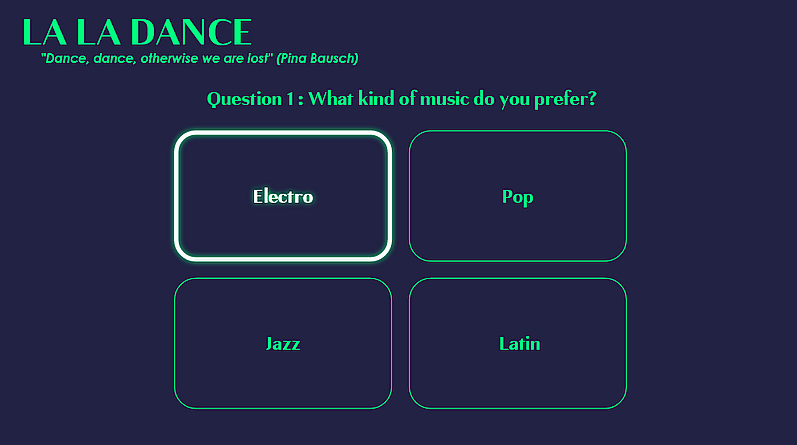 LA LA DANCE
"Dance, dance, otherwise we are lost" (Pina Bausch)
Question 1: What kind of music do you prefer?
Electro
Pop
Jazz
Latin